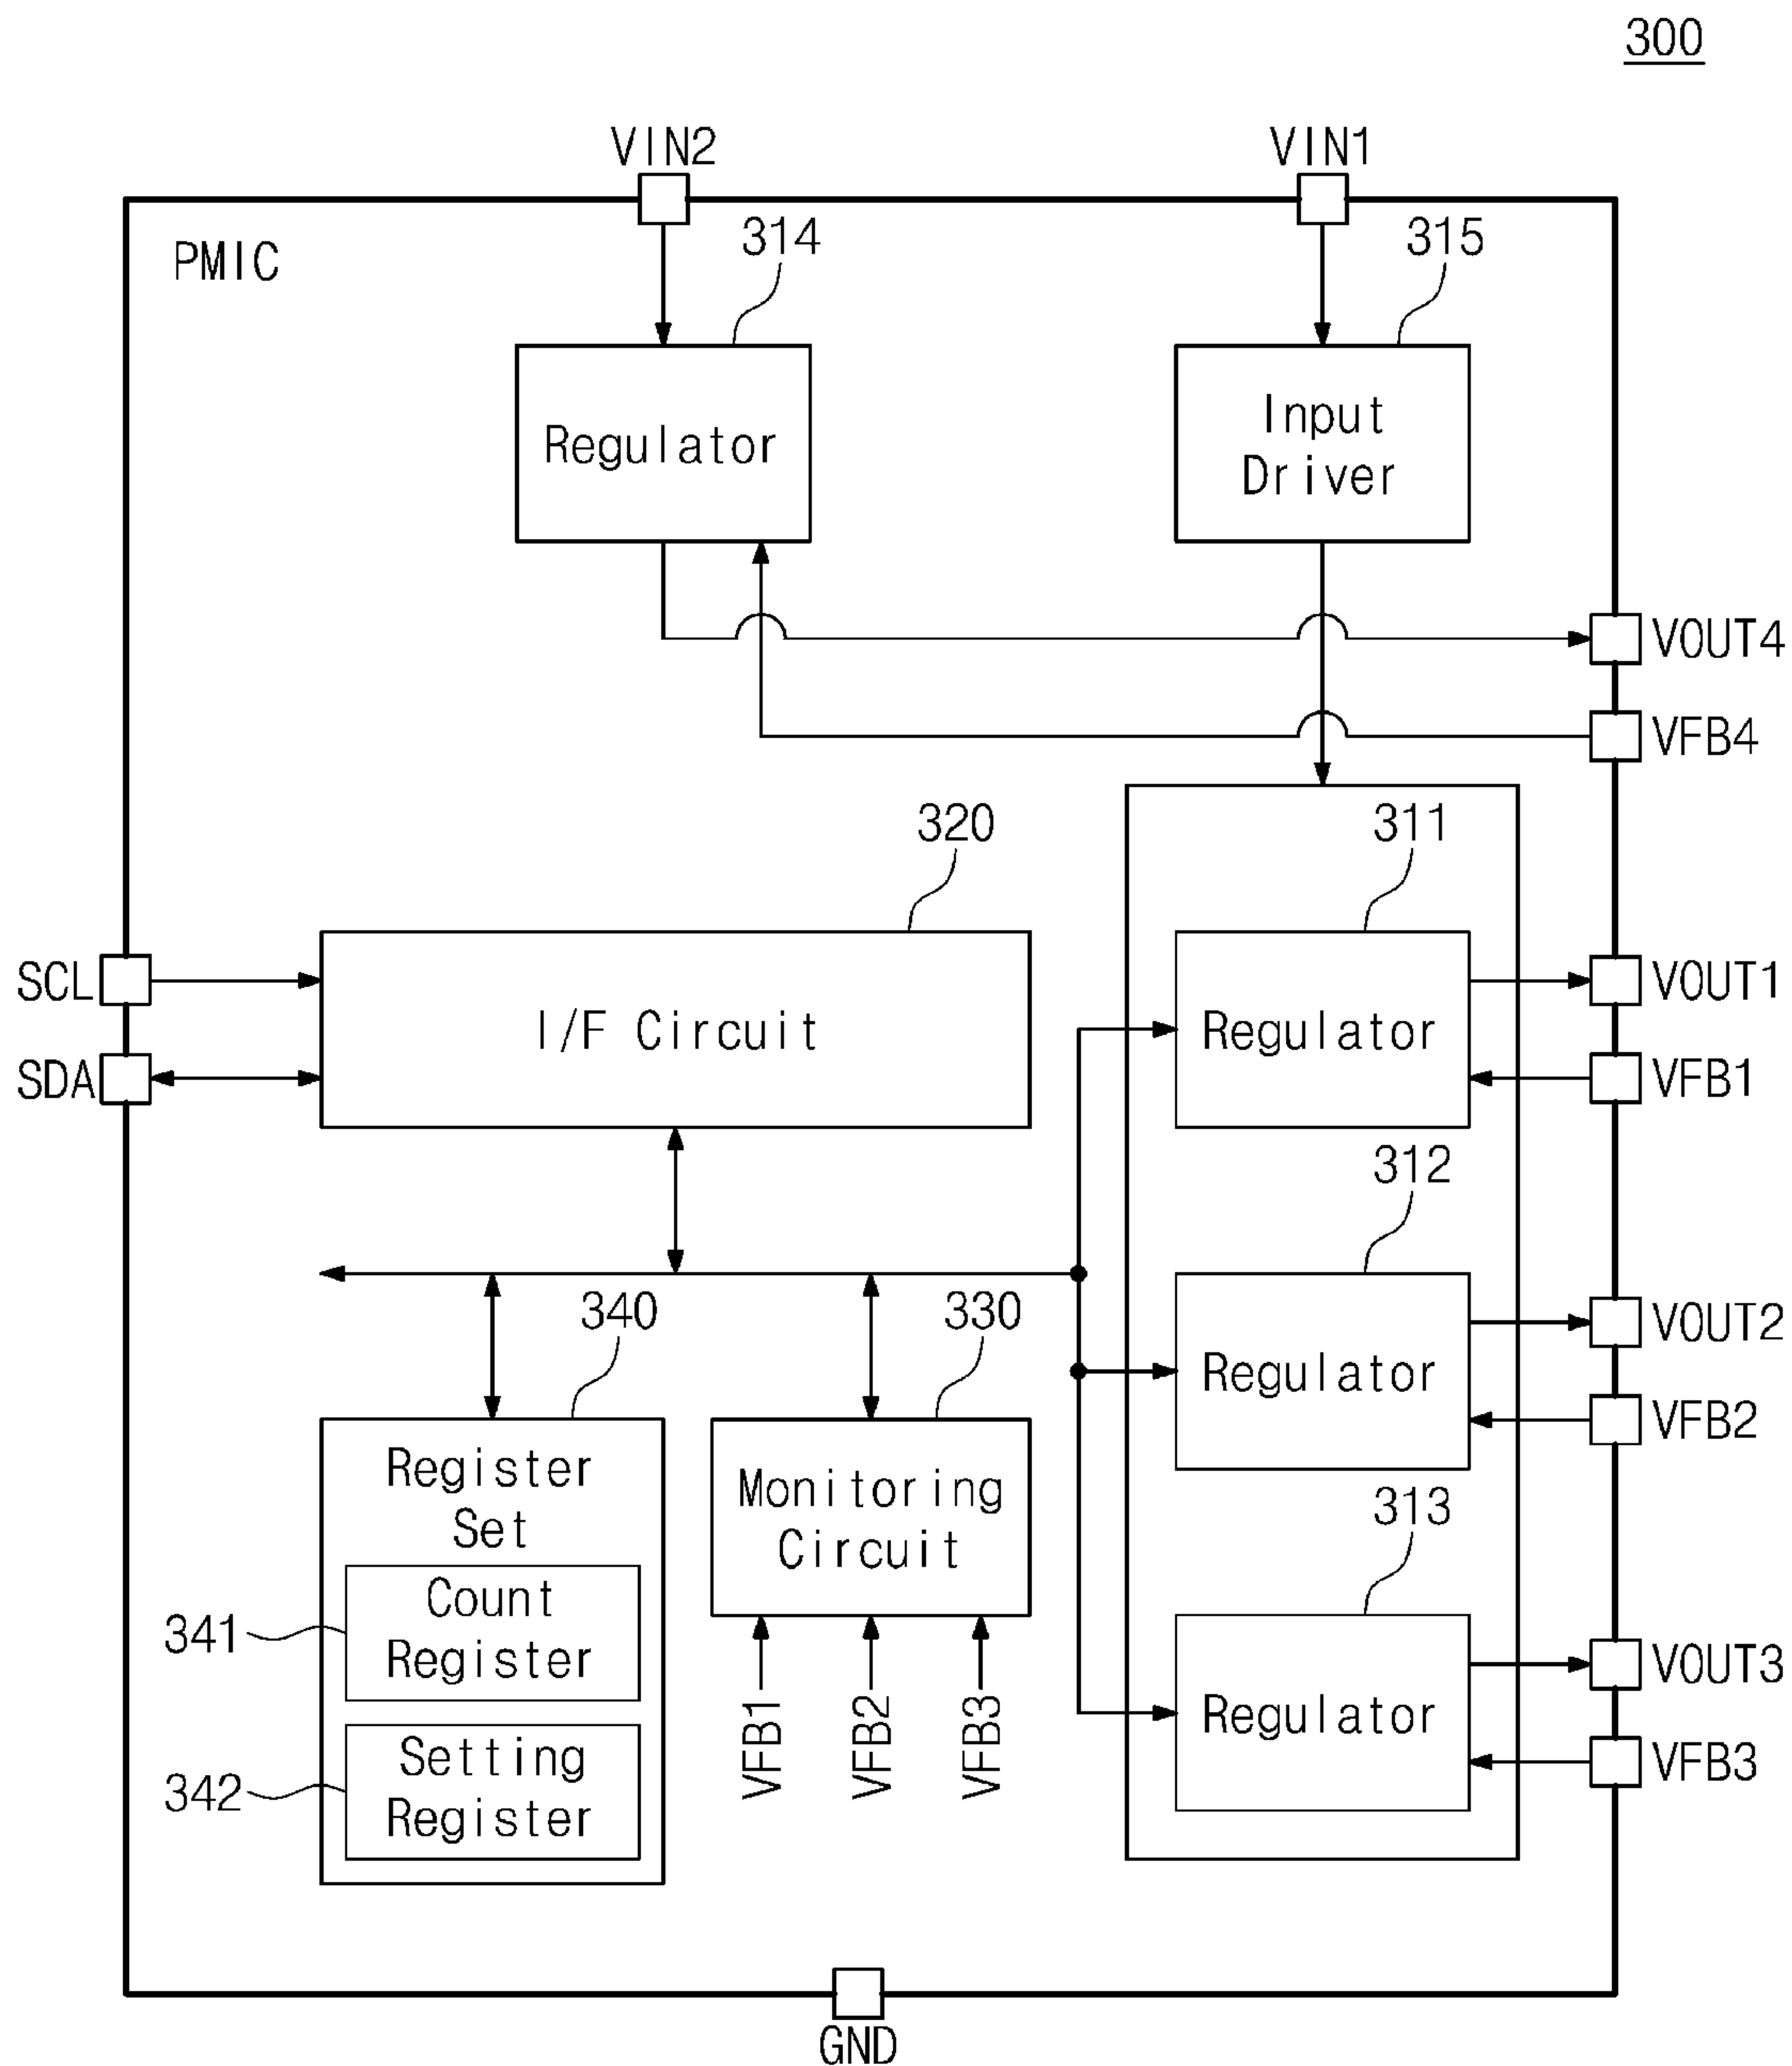 300
VIN2
VIN1
PMIC
314
315
Regulator
Input
Driver
VOUT4
VFB4
320
311
SCL
I/F Circuit
SDA
Regulator
VOUT1
VFB1
312
340
330
Regulator
VOUT2
VFB2
Register
Set
Monitoring
Circuit
313
341
Count
Register
342
Setting
Register
VFB1
VFB2
VFB3
Regulator
VOUT3
VFB3
GND